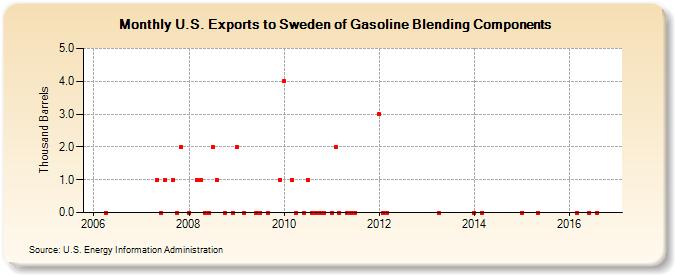 Monthly U.S. Exports to Sweden of Gasoline Blending Components
Thousand Barrels
5.0
4.0
3.0
2.0
1.0
0.0
2006 2008 2010 2012 2014 2016
Source: U.S. Energy Information Administration